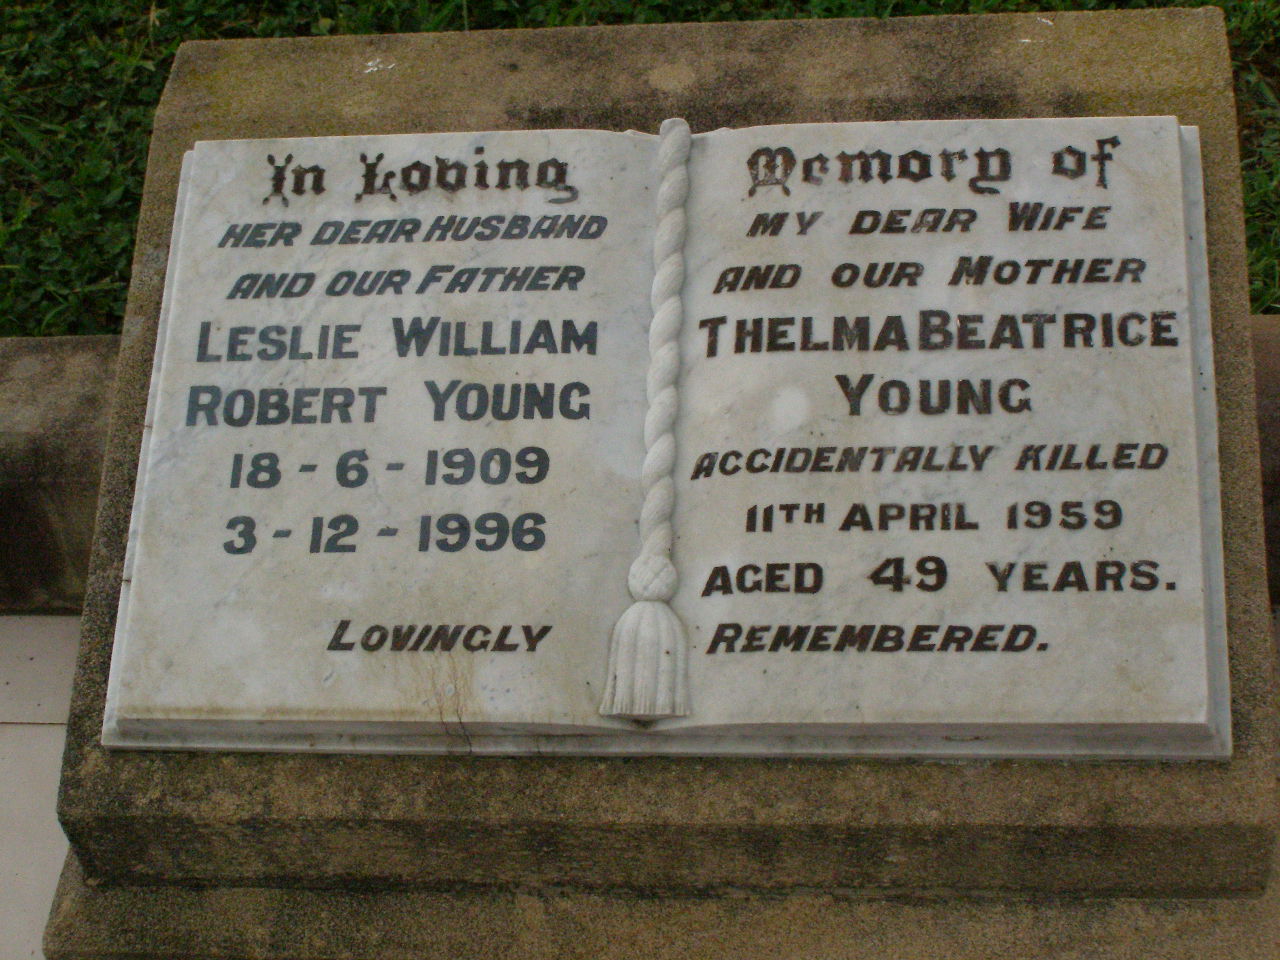 In Loving
HER DEAR HUSBAND
AND OUR FATHER
LESLIE WILLIAM
ROBERT YOUNG
18 - 6 - 1909
3 - 12 - 1996
LOVINGLY
Memory of
MY DEAR WIFE
AND OUR MOTHER
THELMA BEATRICE
YOUNG
ACCIDENTALLY KILLED
11TH APRIL 1959
AGED 49 YEARS.
REMEMBERED.